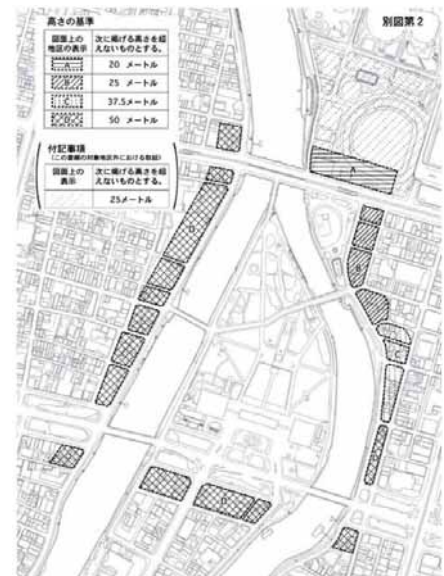 別図第2
高さの基準
図面上の地区の表示
次に掲げる高さを超えないものとする。
A
20 メートル
B
25 メートル
C
37.5メートル
D
50 メートル
付記事項
(この要綱の対象地区外における取組)
図面上の表示
次に掲げる高さを超えないものとする。
25メートル
A
D
B
C
D